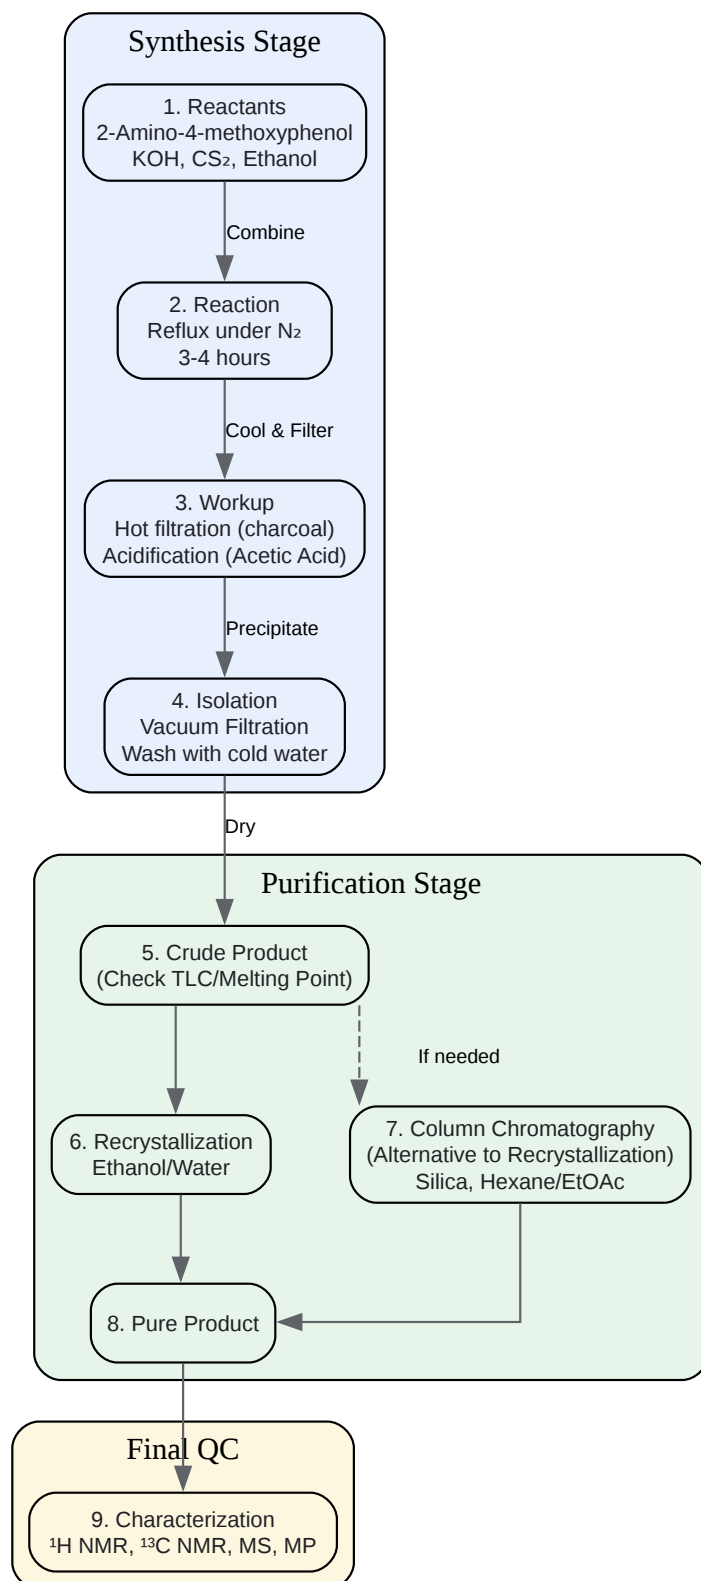 Synthesis Stage
1. Reactants
2-Amino-4-methoxyphenol
KOH, CS₂, Ethanol
Combine
2. Reaction
Reflux under N₂
3-4 hours
Cool & Filter
3. Workup
Hot filtration (charcoal)
Acidification (Acetic Acid)
Precipitate
4. Isolation
Vacuum Filtration
Wash with cold water
Dry
Purification Stage
5. Crude Product
(Check TLC/Melting Point)
If needed
6. Recrystallization
Ethanol/Water
7. Column Chromatography
(Alternative to Recrystallization)
Silica, Hexane/EtOAc
8. Pure Product
Final QC
9. Characterization
¹H NMR, ¹³C NMR, MS, MP